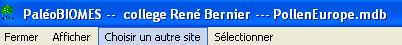 PaléoBIOMES -- college René Bernier --- PollenEurope.mdb
Fermer Afficher Choisir un autre site Sélectionner